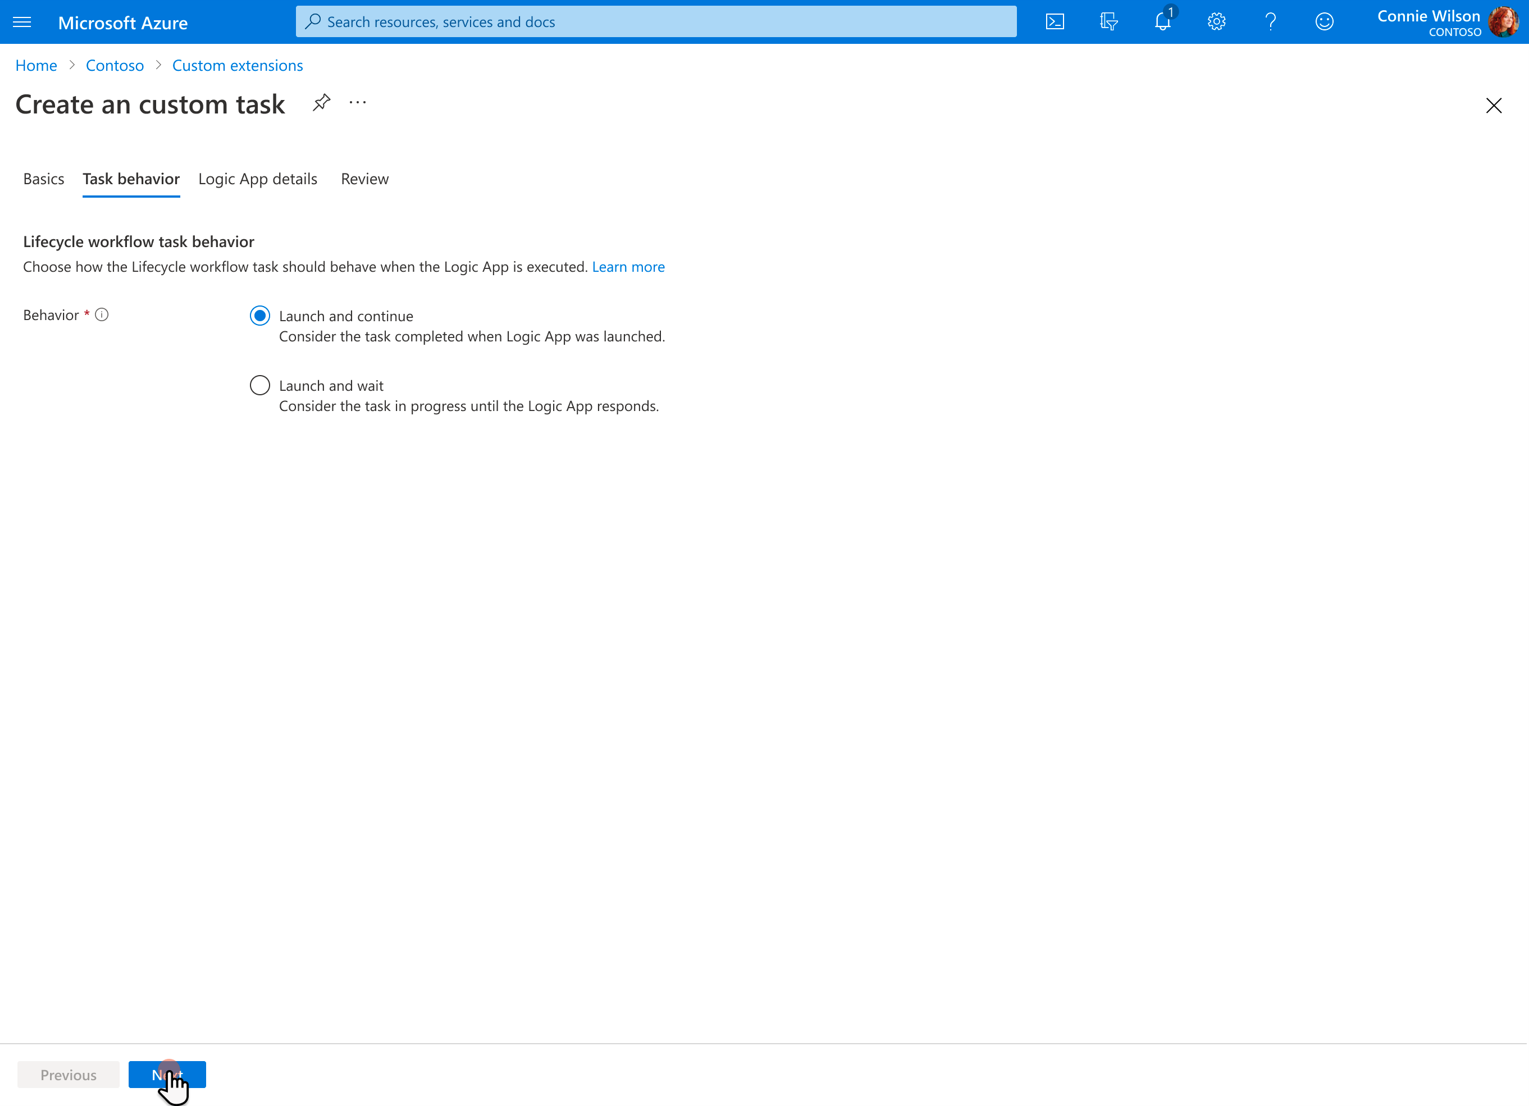 Microsoft Azure
Search resources, services and docs
1
Connie Wilson
CONTOSO
Home > Contoso > Custom extensions
Create an custom task
Basics Task behavior Logic App details Review
Lifecycle workflow task behavior
Choose how the Lifecycle workflow task should behave when the Logic App is executed. Learn more
Behavior *
Launch and continue
Consider the task completed when Logic App was launched.
Launch and wait
Consider the task in progress until the Logic App responds.
Previous Next